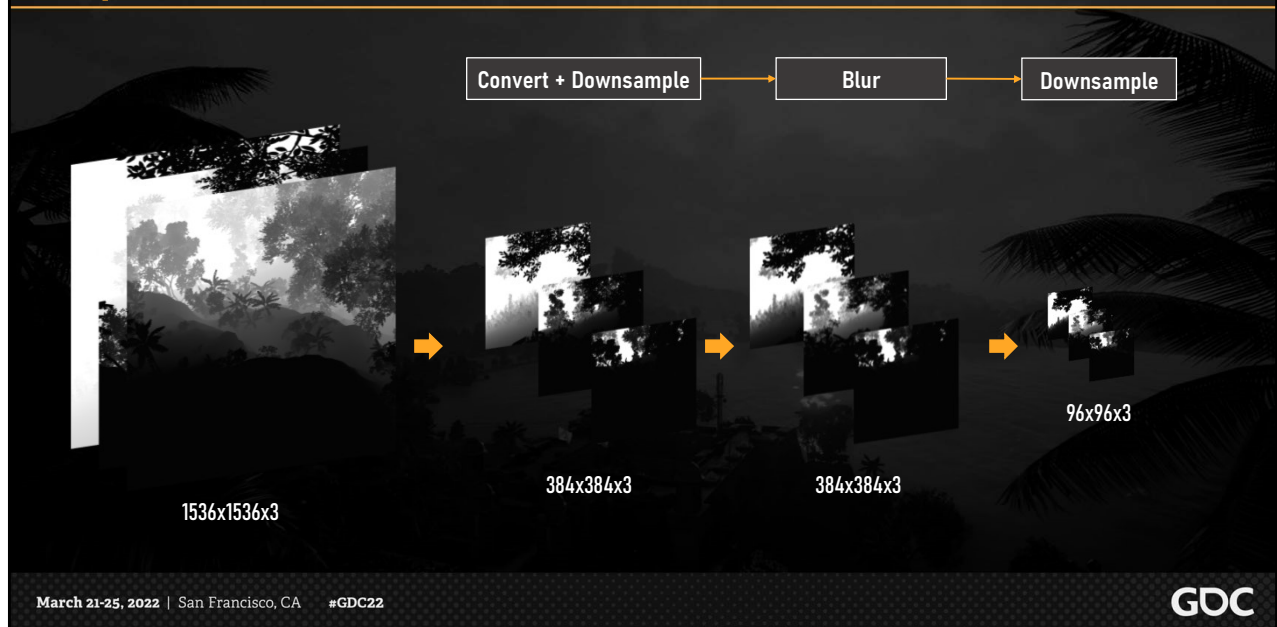 Convert + Downsample
Blur
Downsample
96x96x3
384x384x3
384x384x3
1536x1536x3
March 21-25, 2022 | San Francisco, CA #GDC22
GDC